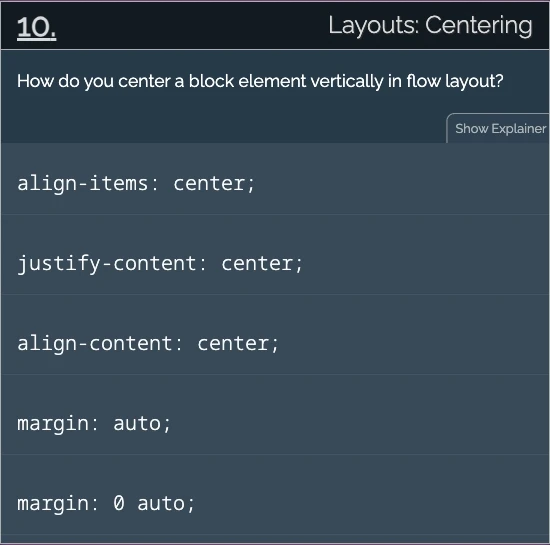 10.
Layouts: Centering
How do you center a block element vertically in flow layout?
Show Explainer
align-items: center;
justify-content: center;
align-content: center;
margin: auto;
margin: 0 auto;